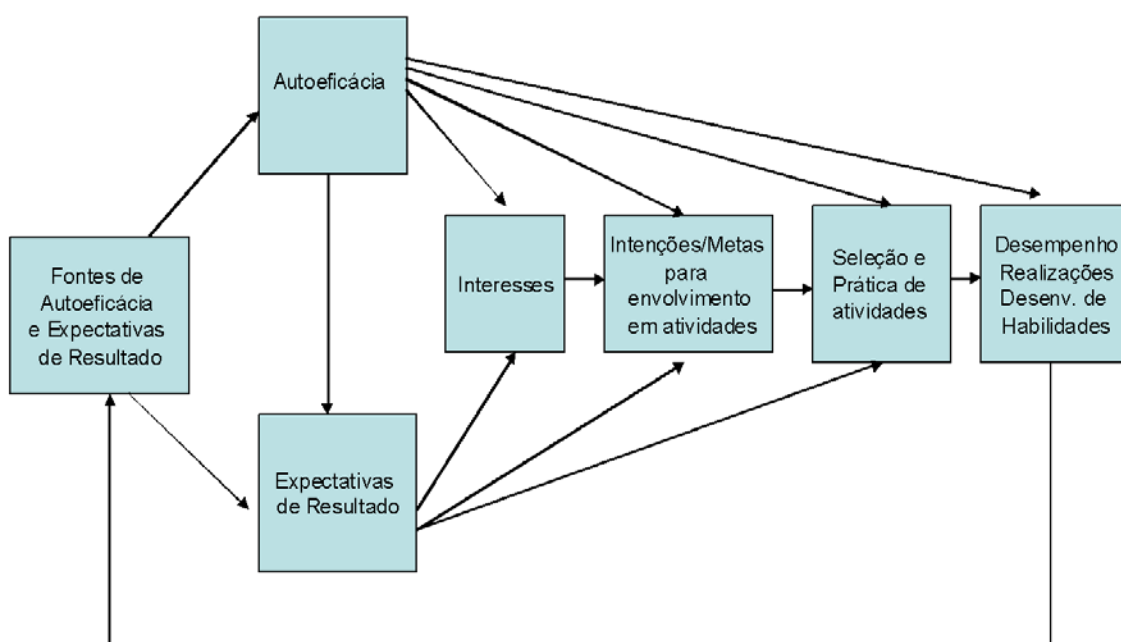 Autoeficácia
Fontes de
Autoeficácia
e Expectativas
de Resultado
Interesses
Intenções/Metas
para
envolvimento
em atividades
Seleção e
Prática de
atividades
Desempenho
Realizações
Desenv. de
Habilidades
Expectativas
de Resultado